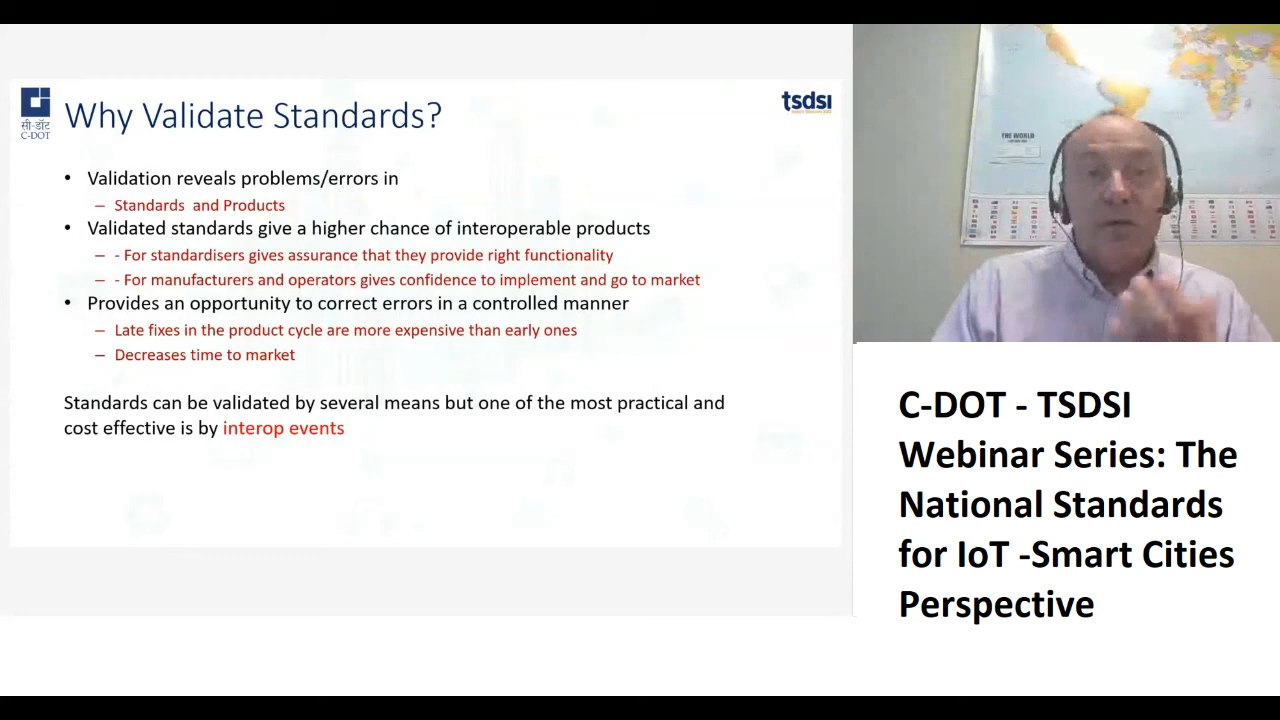 सी-डॉट
C-DOT
Why Validate Standards?
tsdsi
• Validation reveals problems/errors in
– Standards and Products
• Validated standards give a higher chance of interoperable products
– - For standardisers gives assurance that they provide right functionality
– - For manufacturers and operators gives confidence to implement and go to market
• Provides an opportunity to correct errors in a controlled manner
– Late fixes in the product cycle are more expensive than early ones
– Decreases time to market
Standards can be validated by several means but one of the most practical and
cost effective is by interop events
THE WORLD
C-DOT - TSDSI
Webinar Series: The
National Standards
for IoT -Smart Cities
Perspective